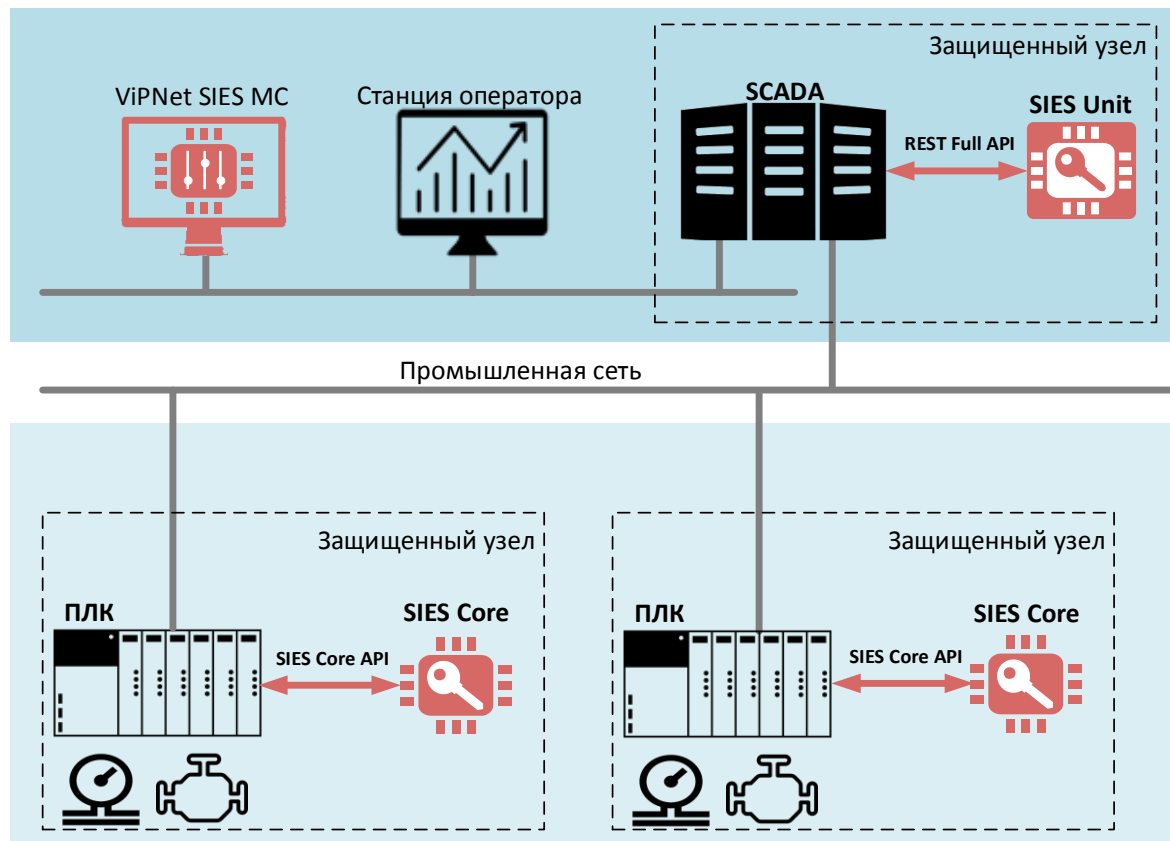 Защищенный узел
ViPNet SIES MC
Станция оператора
SCADA
SIES Unit
REST Full API
Промышленная сеть
Защищенный узел
Защищенный узел
ПЛК
SIES Core
ПЛК
SIES Core
SIES Core API
SIES Core API